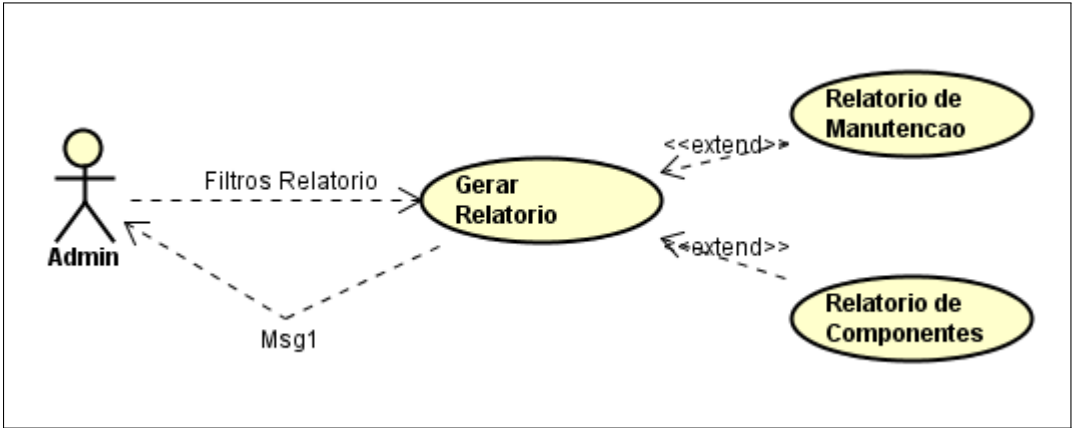 Relatorio de
Manutencao
<<extend>>
Filtros Relatorio
Gerar
Relatorio
Admin
<<extend>>
Relatorio de
Componentes
Msg1